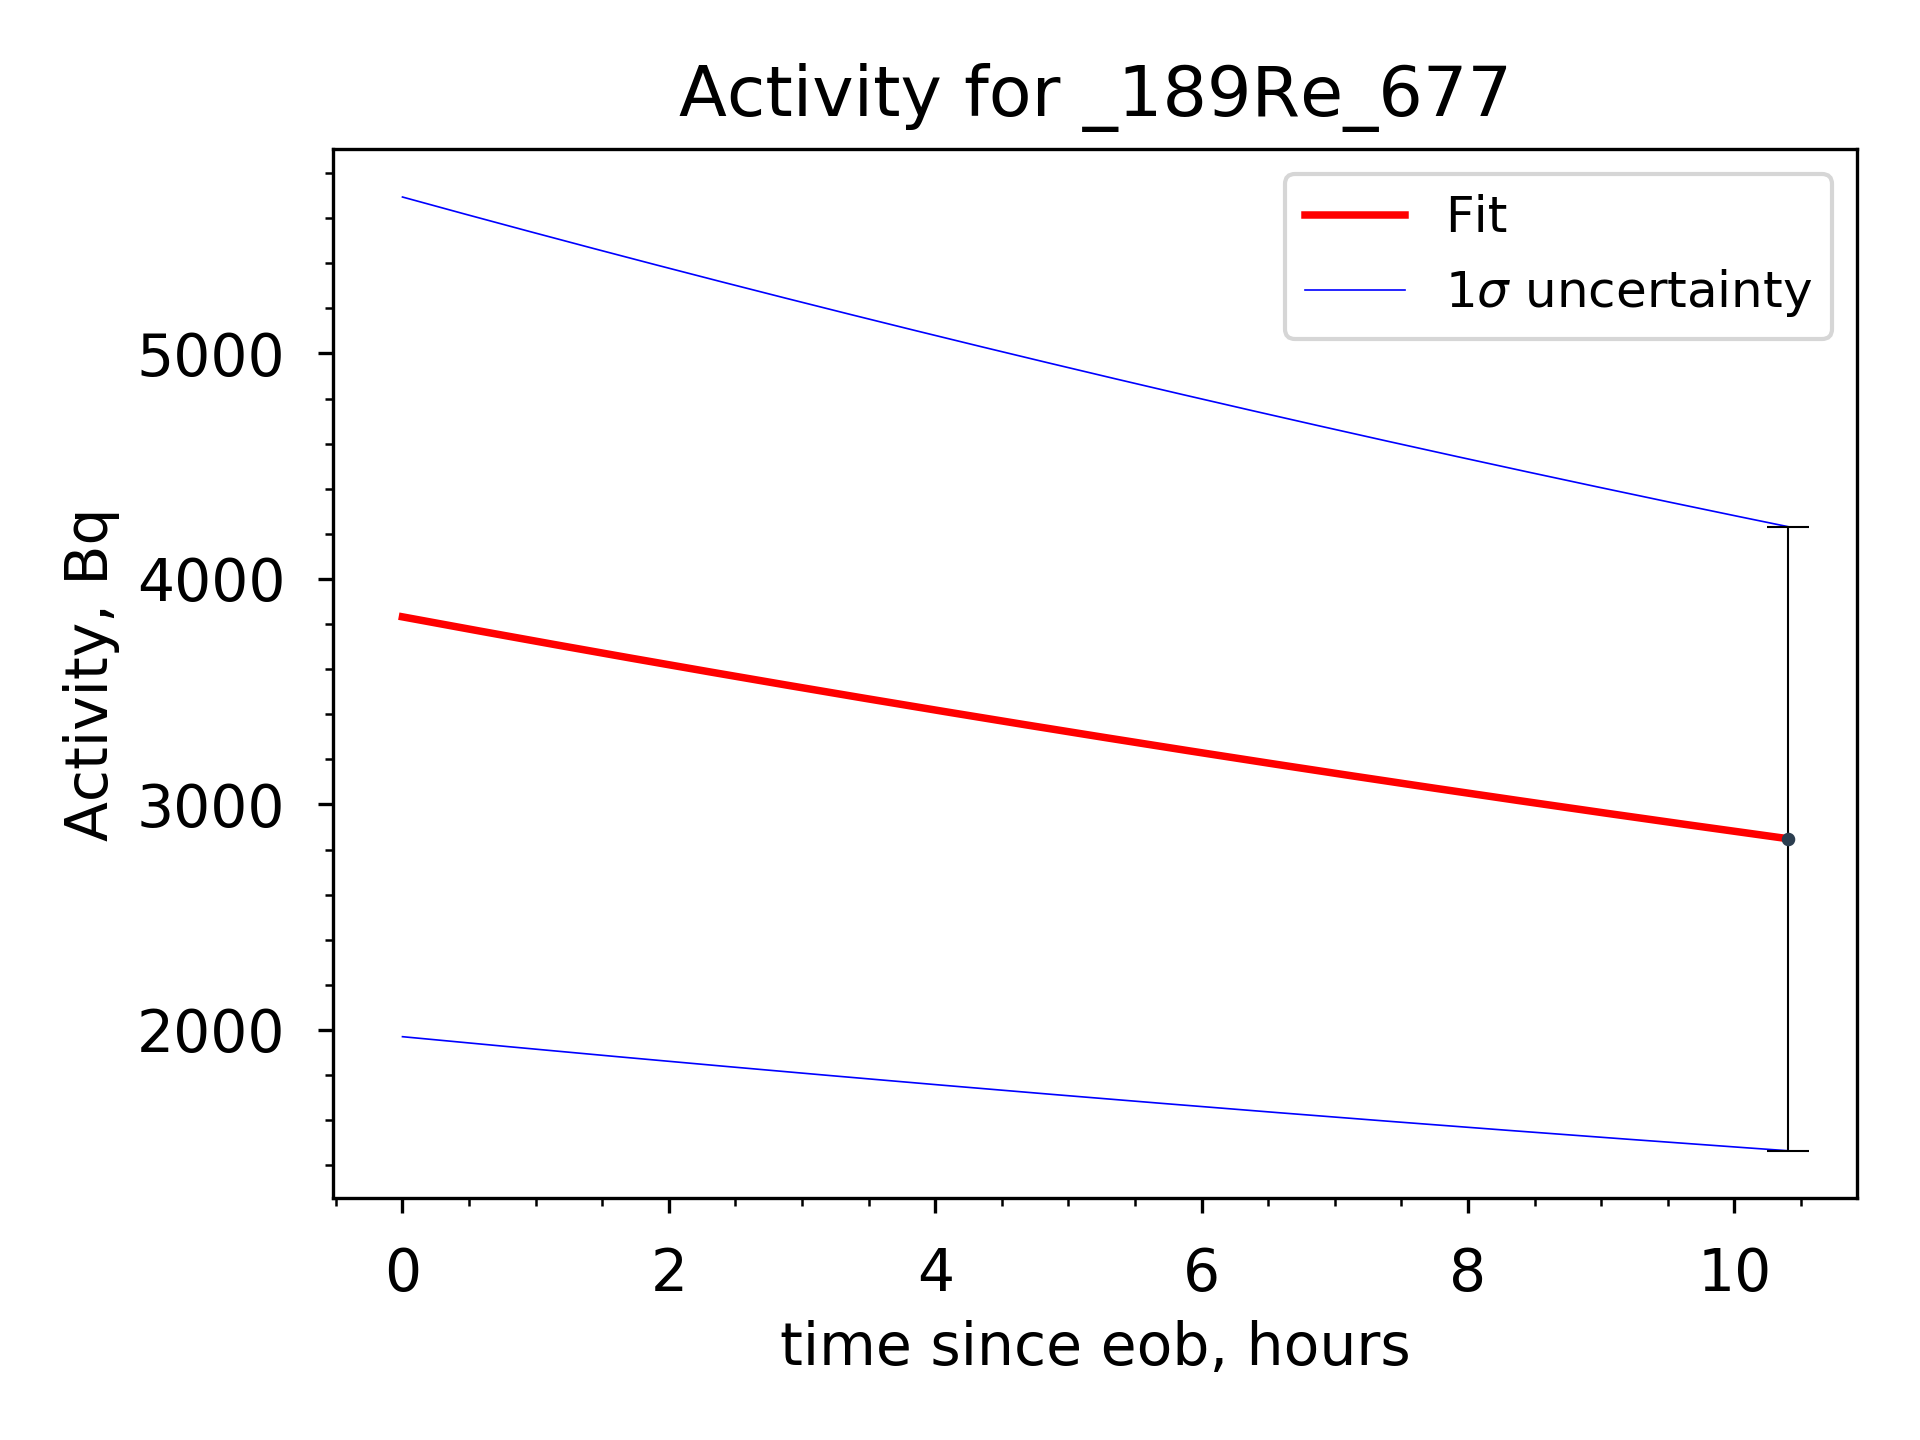 Activity for _189Re_677
Fit
1σ uncertainty
Activity, Bq
5000
4000
3000
2000
0 2 4 6 8 10
time since eob, hours